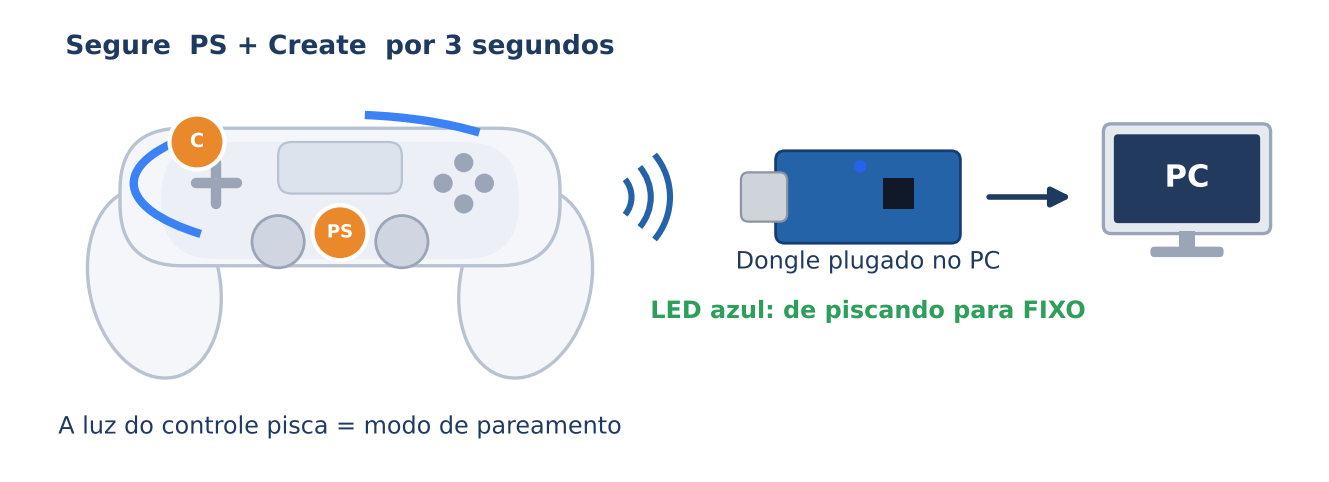 Segure  PS + Create  por 3 segundos
C
PS
PC
Dongle plugado no PC
LED azul: de piscando para FIXO
A luz do controle pisca = modo de pareamento